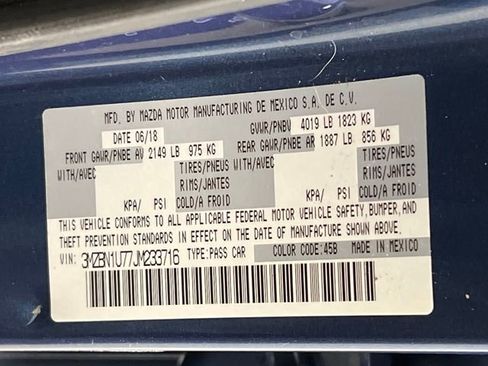 MFD. BY MAZDA MOTOR MANUFACTURING DE MEXICO S.A. DE C.V.
DATE 06/18 GVWR/PNBV 4019 LB 1823 KG
FRONT GAWR/PNBE AV 2149 LB 975 KG REAR GAWR/PNBE AR 1887 LB 856 KG
WITH/AVEC TIRES/PNEUS WITH/AVEC TIRES/PNEUS
RIMS/JANTES RIMS/JANTES
KPA/ PSI COLD/A FROID KPA/ PSI COLD/A FROID
THIS VEHICLE CONFORMS TO ALL APPLICABLE FEDERAL MOTOR VEHICLE SAFETY, BUMPER, AND
THEFT PREVENTION STANDARDS IN EFFECT ON THE DATE OF MANUFACTURE SHOWN ABOVE.
VIN: 3MZBN1U77JM233716 TYPE:PASS CAR COLOR CODE:45B MADE IN MEXICO